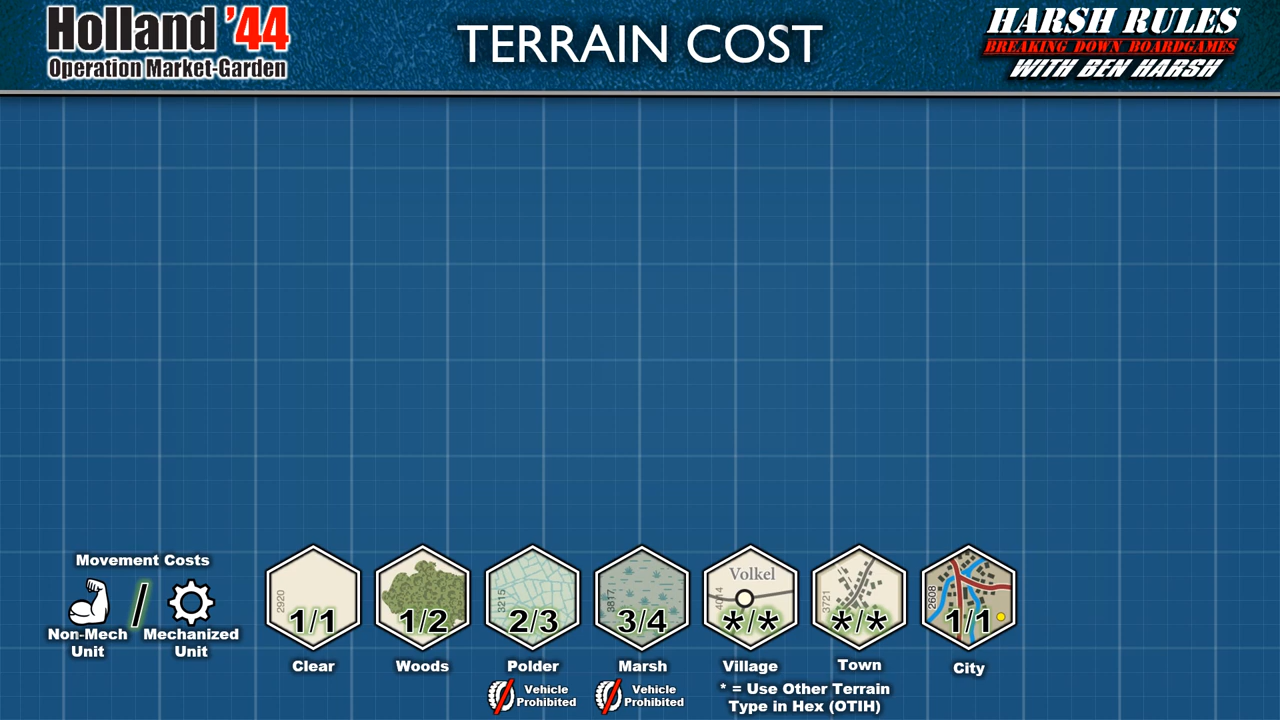 Holland '44
Operation Market-Garden
TERRAIN COST
HARSH RULES
BREAKING DOWN BOARDGAMES
WITH BEN HARSH
Movement Costs
/
Non-Mech Unit
Mechanized Unit
2920
1/1
Clear
1/2
Woods
3215
2/3
Polder
Vehicle Prohibited
3817
3/4
Marsh
Vehicle Prohibited
Volkel
*/*
Village
3721
*/*
Town
* = Use Other Terrain
Type in Hex (OTIH)
2608
1/1
City